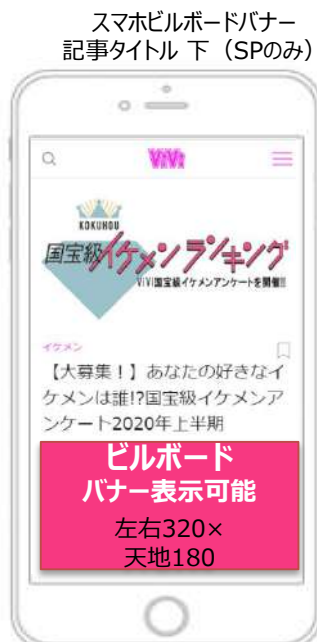 スマホビルボードバナー
記事タイトル 下（SPのみ）
ViVi
KOKUHOU
国宝級イケメンランキング
ViVi国宝級イケメンアンケートを開催!!
イケメン
【大募集！】あなたの好きなイ
ケメンは誰!?国宝級イケメンア
ンケート2020年上半期
ビルボード
バナー表示可能
左右320×
天地180